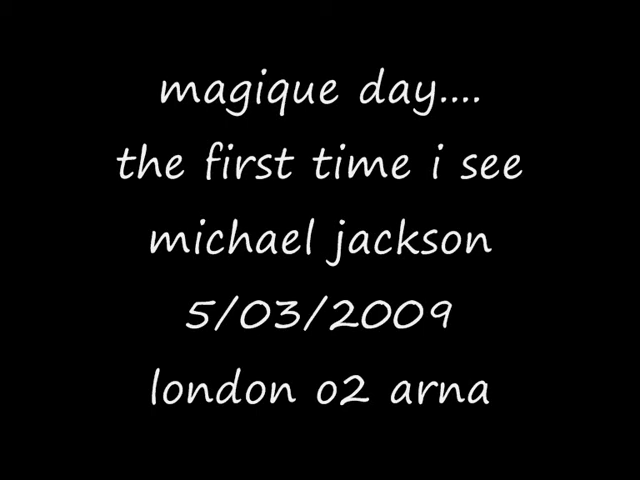 magique day....
the first time i see
michael jackson
5/03/2009
london o2 arna